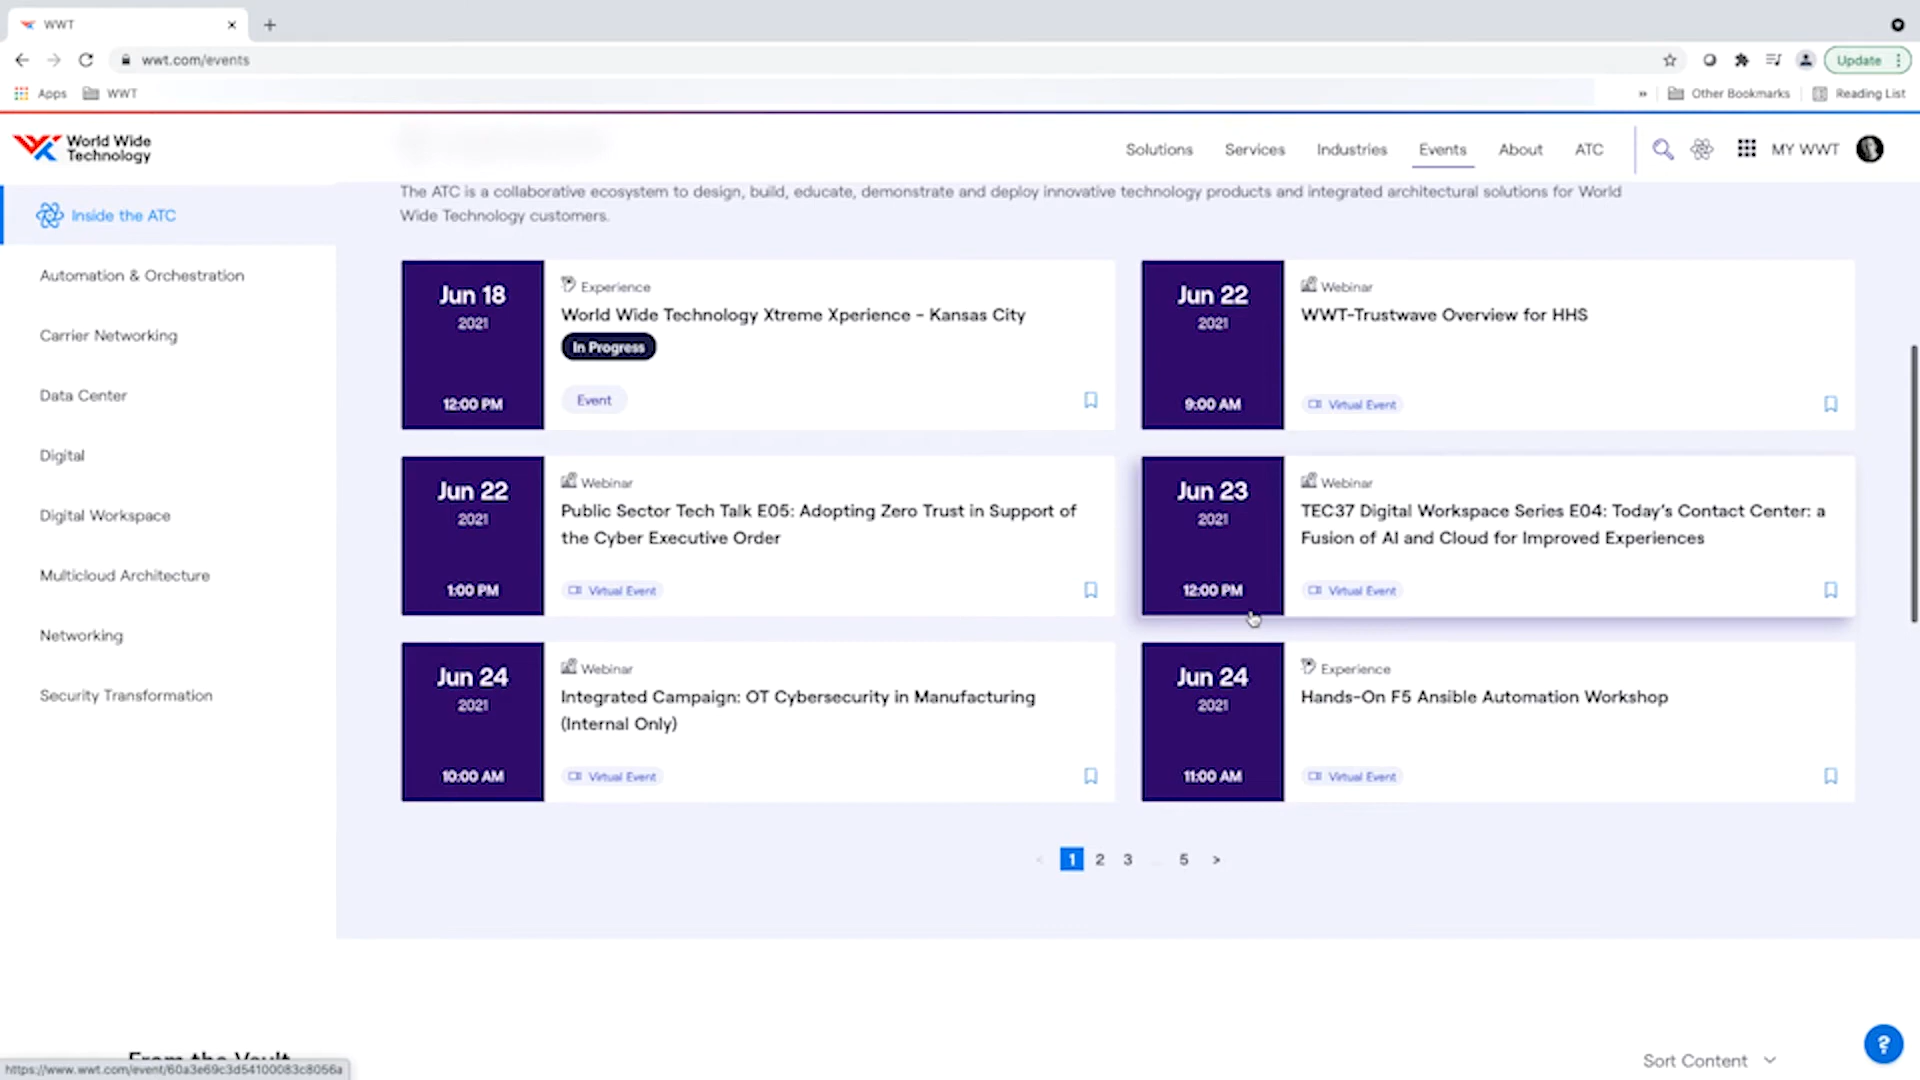 WWT
wwt.com/events
Update
Apps
WWT
»
Other Bookmarks
Reading List
World Wide
Technology
Solutions
Services
Industries
Events
About
ATC
MY WWT
Inside the ATC
Automation & Orchestration
Carrier Networking
Data Center
Digital
Digital Workspace
Multicloud Architecture
Networking
Security Transformation
The ATC is a collaborative ecosystem to design, build, educate, demonstrate and deploy innovative technology products and integrated architectural solutions for World
Wide Technology customers.
Jun 18
2021
12:00 PM
Experience
World Wide Technology Xtreme Xperience - Kansas City
In Progress
Event
Jun 22
2021
9:00 AM
Webinar
WWT-Trustwave Overview for HHS
Virtual Event
Jun 22
2021
1:00 PM
Webinar
Public Sector Tech Talk E05: Adopting Zero Trust in Support of
the Cyber Executive Order
Virtual Event
Jun 23
2021
12:00 PM
Webinar
TEC37 Digital Workspace Series E04: Today's Contact Center: a
Fusion of AI and Cloud for Improved Experiences
Virtual Event
Jun 24
2021
10:00 AM
Webinar
Integrated Campaign: OT Cybersecurity in Manufacturing
(Internal Only)
Virtual Event
Jun 24
2021
11:00 AM
Experience
Hands-On F5 Ansible Automation Workshop
Virtual Event
< 1 2 3 ... 5 >
From the Vault
Sort Content
?
https://www.wwt.com/event/60a3e69c3d54100083c8056a